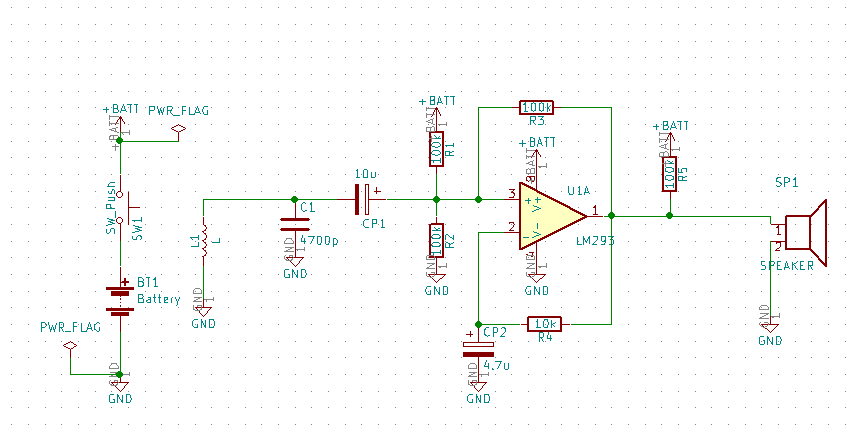 +BATT
PWR_FLAG
+BATT
1
SW_Push
SW1
BT1
Battery
+
PWR_FLAG
GND
1
GND
L1
L
GND
1
GND
C1
4700p
GND
1
GND
10u
+
CP1
+BATT
+BATT
1
100k
R1
100k
R2
GND
1
GND
100k
R3
+BATT
+BATT
1
8
3
2
+
-
V+
V-
1
4
U1A
LM293
GND
1
GND
10k
R4
+
CP2
4.7u
GND
1
GND
+BATT
+BATT
1
100k
R5
SP1
1
2
SPEAKER
GND
1
GND